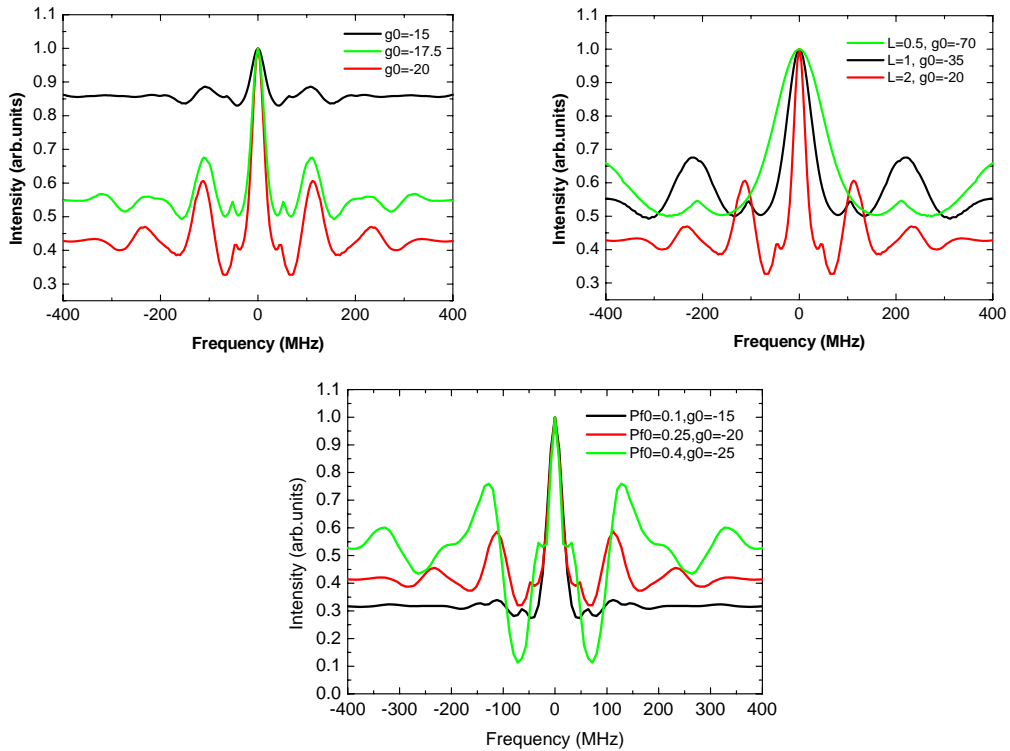 1.1
1.0
0.9
0.8
0.7
0.6
0.5
0.4
0.3
Intensity (arb.units)
g0=-15
g0=-17.5
g0=-20
-400 -200 0 200 400
Frequency (MHz)
1.1
1.0
0.9
0.8
0.7
0.6
0.5
0.4
0.3
Intensity (arb.units)
L=0.5, g0=-70
L=1, g0=-35
L=2, g0=-20
-400 -200 0 200 400
Frequency (MHz)
1.1
1.0
0.9
0.8
0.7
0.6
0.5
0.4
0.3
0.2
0.1
0.0
Intensity (arb.units)
Pf0=0.1,g0=-15
Pf0=0.25,g0=-20
Pf0=0.4,g0=-25
-400 -300 -200 -100 0 100 200 300 400
Frequency (MHz)